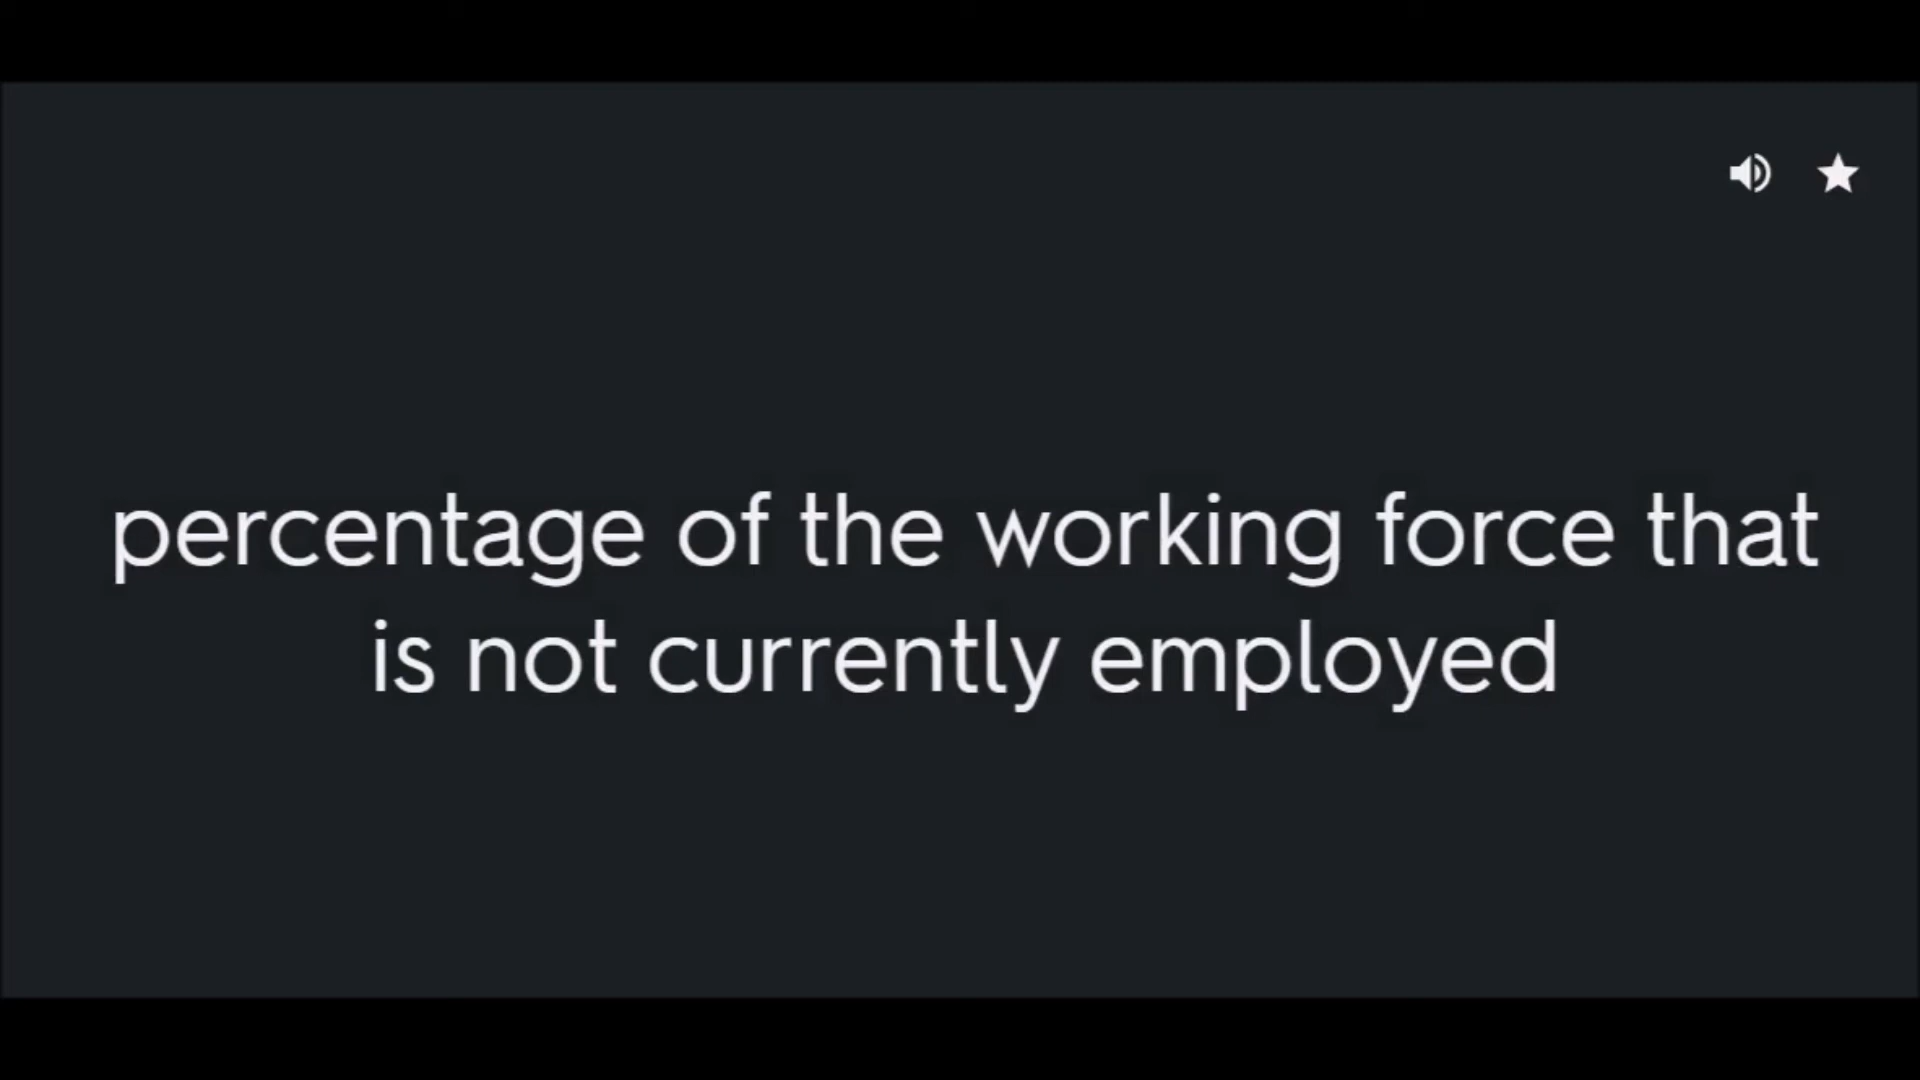 percentage of the working force that
is not currently employed